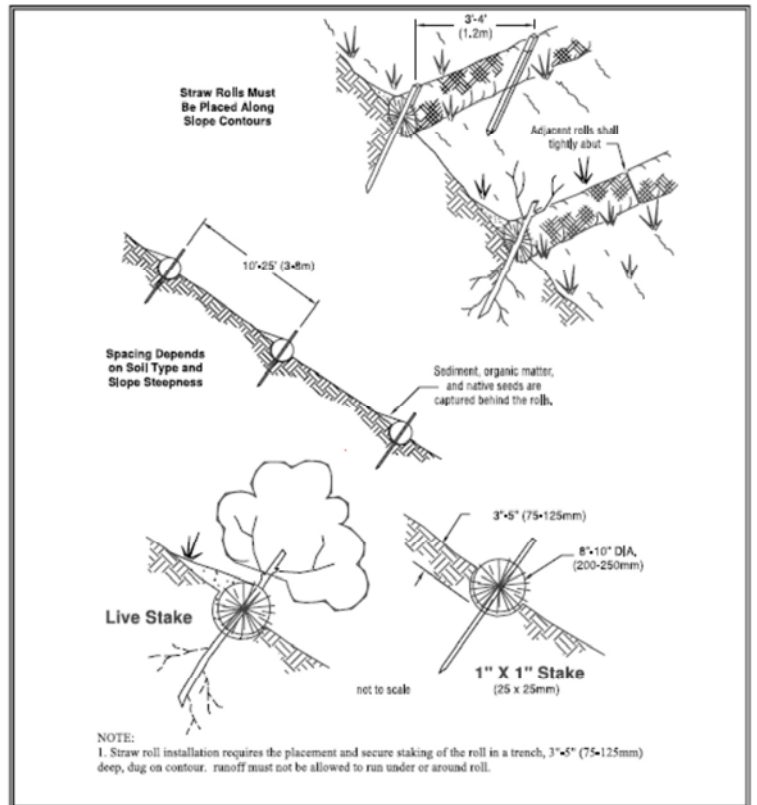 3'-4'
(1.2m)
Straw Rolls Must
Be Placed Along
Slope Contours
Adjacent rolls shall
tightly abut
10'-25' (3-8m)
Spacing Depends
on Soil Type and
Slope Steepness
Sediment, organic matter,
and native seeds are
captured behind the rolls.
3"-5" (75-125mm)
8"-10" DIA.
(200-250mm)
Live Stake
1" X 1" Stake
(25 x 25mm)
not to scale
NOTE:
1. Straw roll installation requires the placement and secure staking of the roll in a trench, 3"-5" (75-125mm)
deep, dug on contour. runoff must not be allowed to run under or around roll.